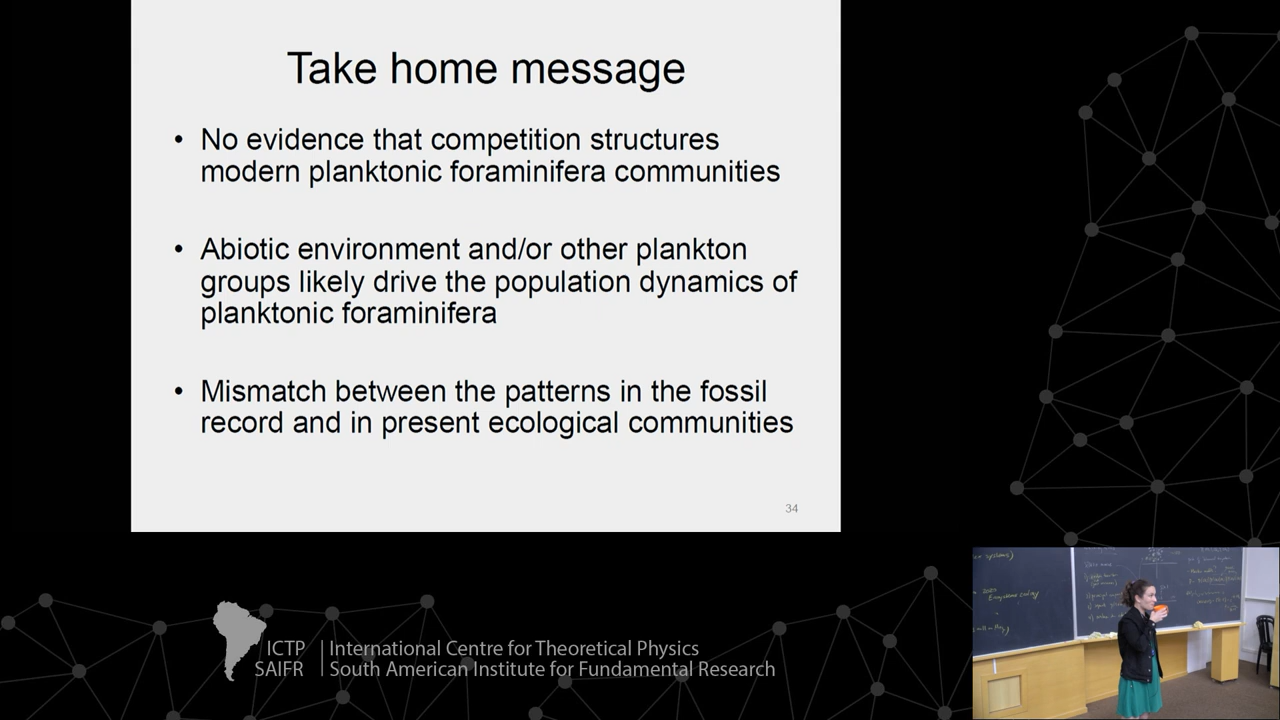 Take home message
• No evidence that competition structures
modern planktonic foraminifera communities
• Abiotic environment and/or other plankton
groups likely drive the population dynamics of
planktonic foraminifera
• Mismatch between the patterns in the fossil
record and in present ecological communities
34
ICTP
SAIFR
International Centre for Theoretical Physics
South American Institute for Fundamental Research